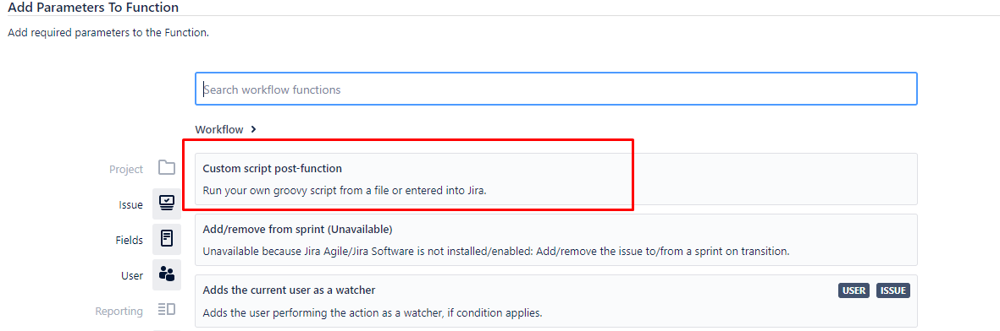 Add Parameters To Function
Add required parameters to the Function.
Search workflow functions
Workflow
Project
Issue
Fields
User
Reporting
Custom script post-function
Run your own groovy script from a file or entered into Jira.
Add/remove from sprint (Unavailable)
Unavailable because Jira Agile/Jira Software is not installed/enabled: Add/remove the issue to/from a sprint on transition.
Adds the current user as a watcher USER ISSUE
Adds the user performing the action as a watcher, if condition applies.